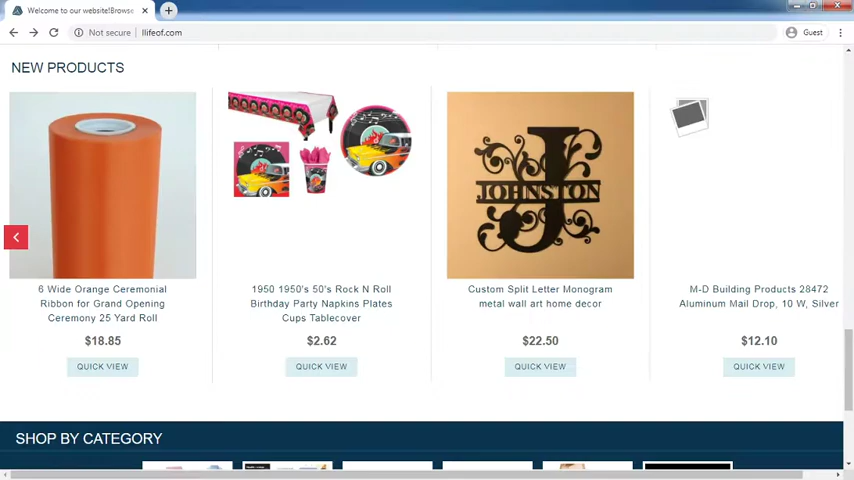 Welcome to our website!Browse
Not secure
llifeof.com
Guest
NEW PRODUCTS
JOHNSTON
6 Wide Orange Ceremonial
Ribbon for Grand Opening
Ceremony 25 Yard Roll
$18.85
QUICK VIEW
1950 1950's 50's Rock N Roll
Birthday Party Napkins Plates
Cups Tablecover
$2.62
QUICK VIEW
Custom Split Letter Monogram
metal wall art home decor
$22.50
QUICK VIEW
M-D Building Products 28472
Aluminum Mail Drop, 10 W, Silver
$12.10
QUICK VIEW
SHOP BY CATEGORY